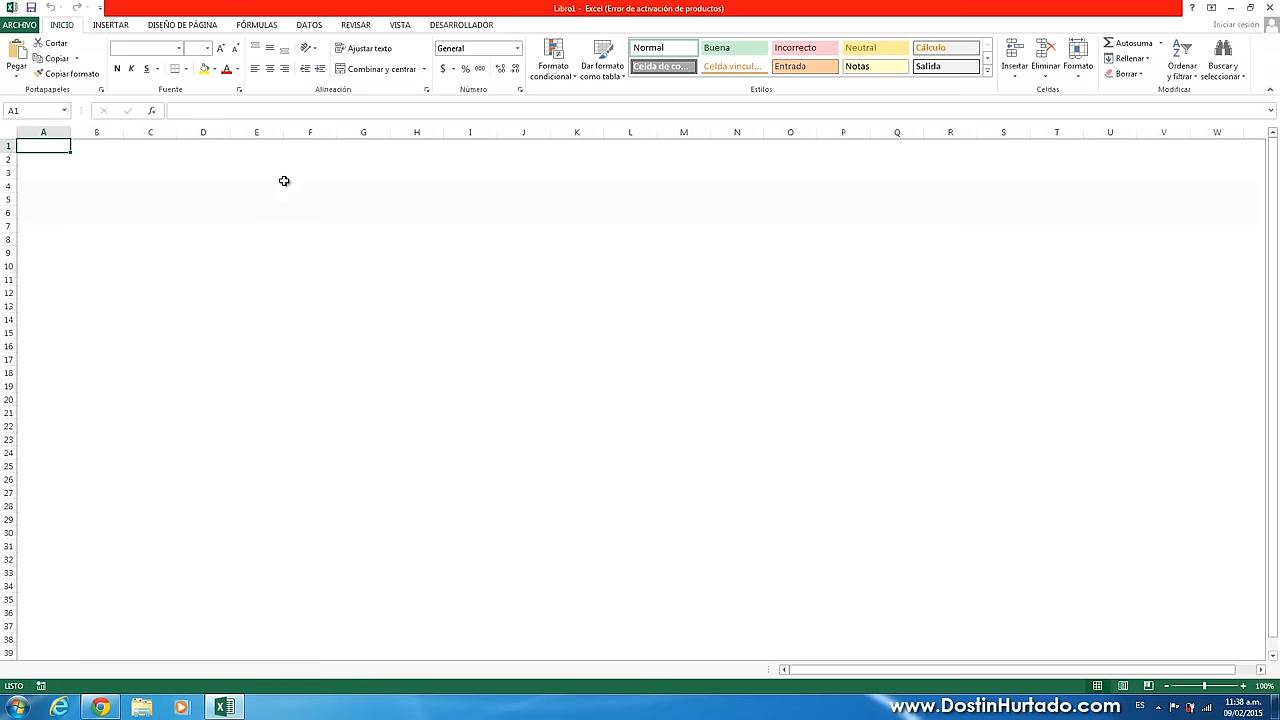 Libro1 - Excel (Error de activación de productos)
ARCHIVO INICIO INSERTAR DISEÑO DE PÁGINA FÓRMULAS DATOS REVISAR VISTA DESARROLLADOR Iniciar sesión
Pegar
Cortar
Copiar
Copiar formato
Portapapeles
N K S
Fuente
Ajustar texto
Combinar y centrar
Alineación
General
$ % 000
Número
Formato condicional
Dar formato como tabla
Normal Buena Incorrecto Neutral Cálculo
Celda de co... Celda vincul... Entrada Notas Salida
Estilos
Insertar Eliminar Formato
Celdas
Autosuma
Rellenar
Borrar
Ordenar y filtrar
Buscar y seleccionar
Modificar
A1 fx
A B C D E F G H I J K L M N O P Q R S T U V W
1
2
3
4
5
6
7
8
9
10
11
12
13
14
15
16
17
18
19
20
21
22
23
24
25
26
27
28
29
30
31
32
33
34
35
36
37
38
39
LISTO 100%
www.DostinHurtado.com
ES 11:38 a.m.
09/02/2015